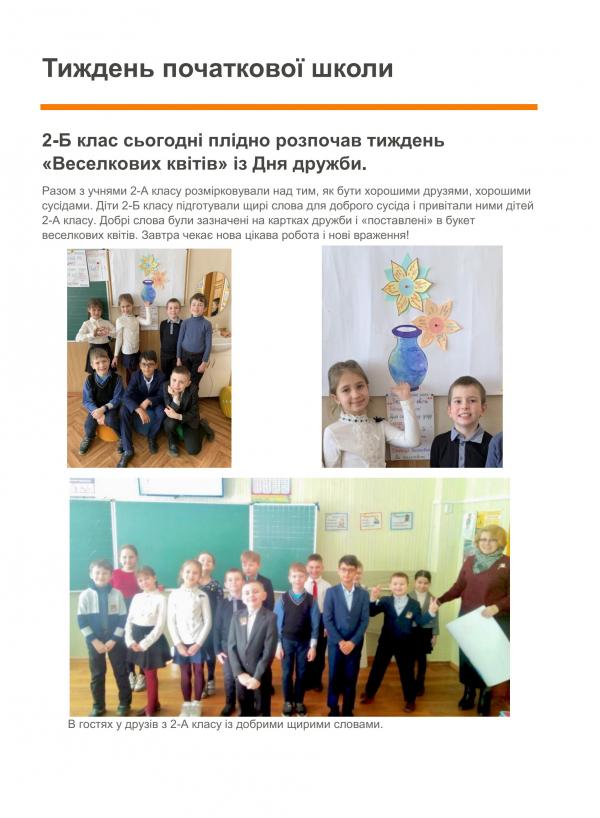 Тиждень початкової школи
2-Б клас сьогодні плідно розпочав тиждень
«Веселкових квітів» із Дня дружби.
Разом з учнями 2-А класу розмірковували над тим, як бути хорошими друзями, хорошими
сусідами. Діти 2-Б класу підготували щирі слова для доброго сусіда і привітали ними дітей
2-А класу. Добрі слова були зазначені на картках дружби і «поставлені» в букет
веселкових квітів. Завтра чекає нова цікава робота і нові враження!
В гостях у друзів з 2-А класу із добрими щирими словами.